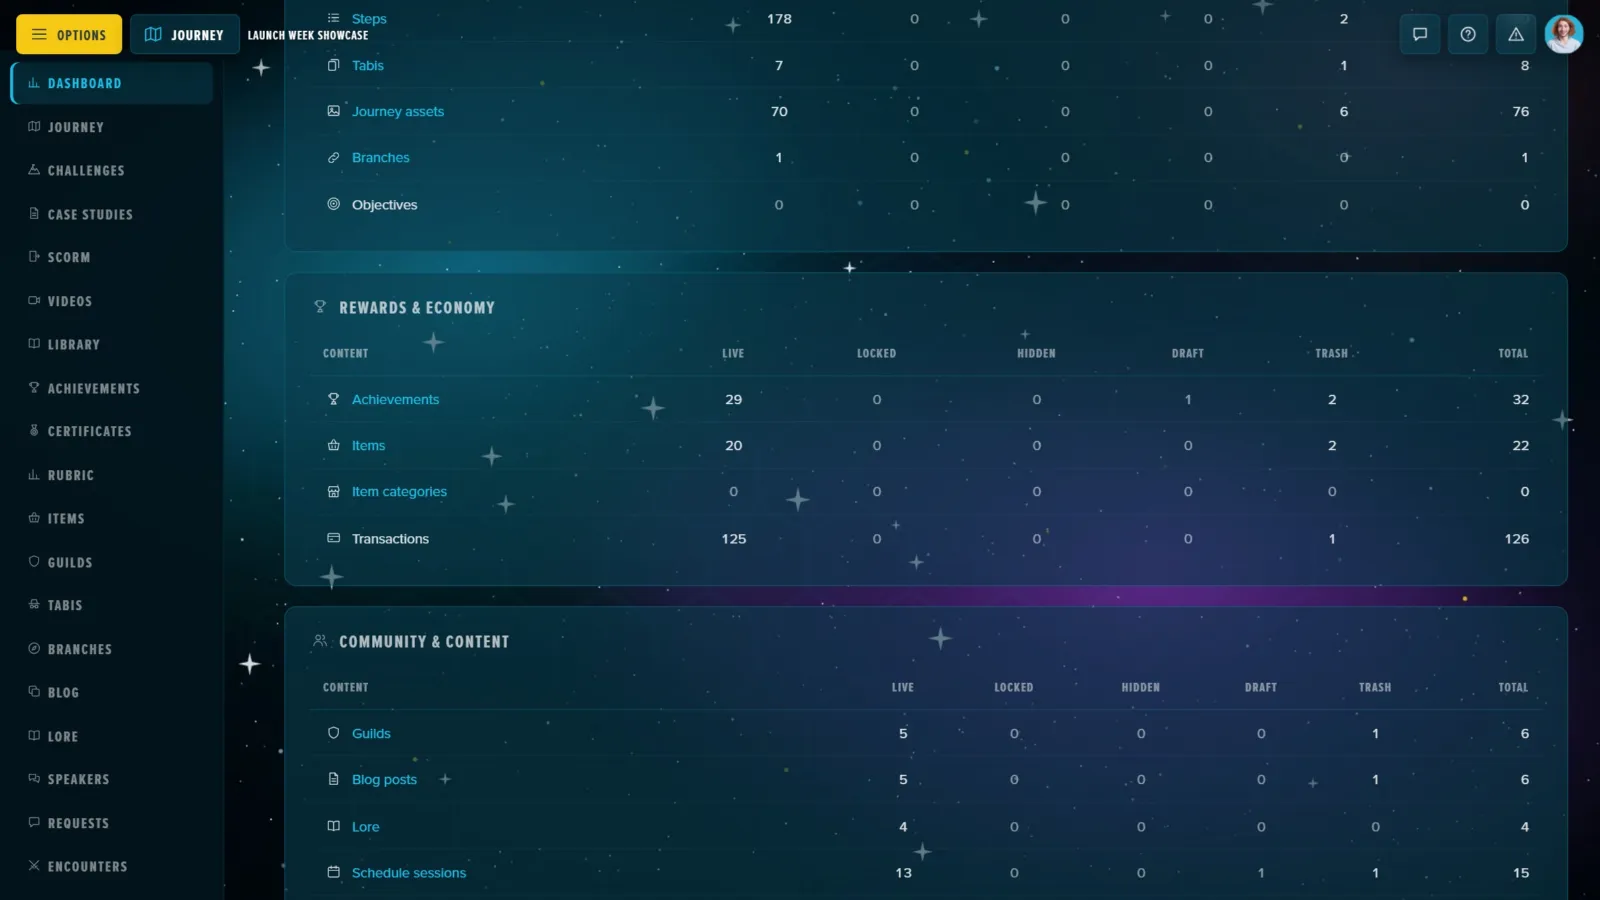 OPTIONS
JOURNEY
LAUNCH WEEK SHOWCASE
DASHBOARD
JOURNEY
CHALLENGES
CASE STUDIES
SCORM
VIDEOS
LIBRARY
ACHIEVEMENTS
CERTIFICATES
RUBRIC
ITEMS
GUILDS
TABIS
BRANCHES
BLOG
LORE
SPEAKERS
REQUESTS
ENCOUNTERS
Steps 178 0 0 0 2
Tabis 7 0 0 0 1 8
Journey assets 70 0 0 0 6 76
Branches 1 0 0 0 0 1
Objectives 0 0 0 0 0 0
REWARDS & ECONOMY
CONTENT LIVE LOCKED HIDDEN DRAFT TRASH TOTAL
Achievements 29 0 0 1 2 32
Items 20 0 0 0 2 22
Item categories 0 0 0 0 0 0
Transactions 125 0 0 0 1 126
COMMUNITY & CONTENT
CONTENT LIVE LOCKED HIDDEN DRAFT TRASH TOTAL
Guilds 5 0 0 0 1 6
Blog posts 5 0 0 0 1 6
Lore 4 0 0 0 0 4
Schedule sessions 13 0 0 1 1 15